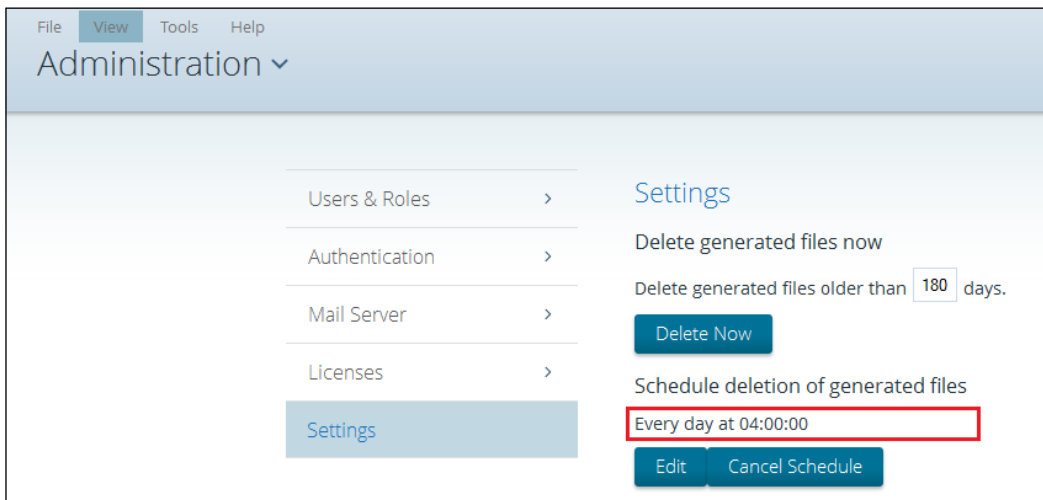 File View Tools Help
Administration
Users & Roles
Authentication
Mail Server
Licenses
Settings
Settings
Delete generated files now
Delete generated files older than 180 days.
Delete Now
Schedule deletion of generated files
Every day at 04:00:00
Edit Cancel Schedule